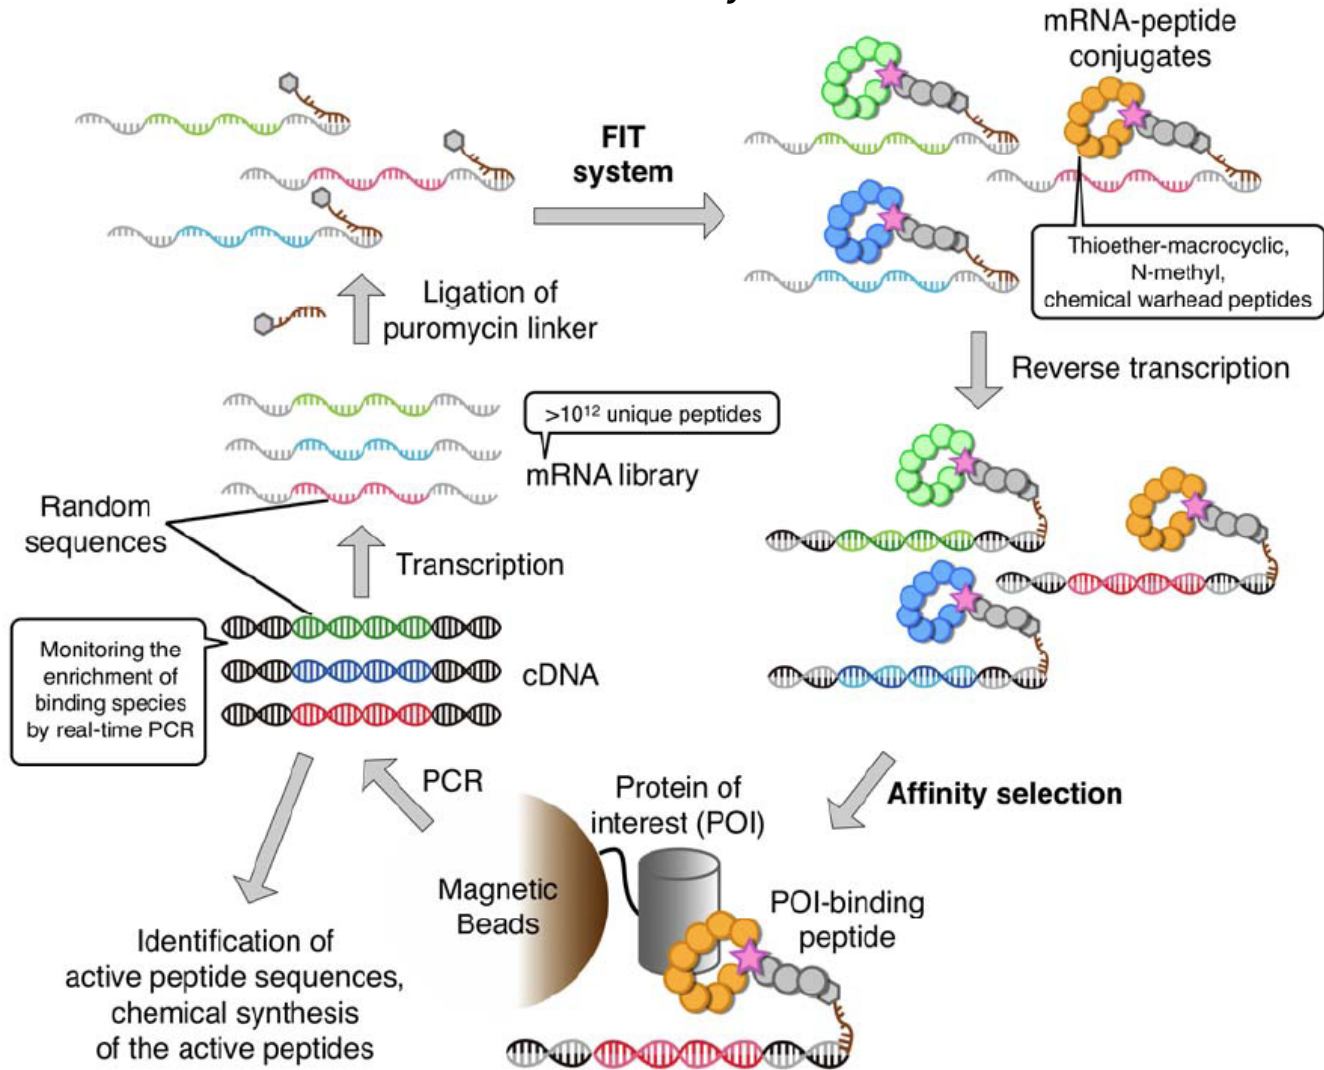 mRNA-peptide
conjugates
FIT
system
Thioether-macrocyclic,
N-methyl,
chemical warhead peptides
Ligation of
puromycin linker
Reverse transcription
>10¹² unique peptides
mRNA library
Random
sequences
Transcription
Monitoring the
enrichment of
binding species
by real-time PCR
cDNA
PCR
Protein of
interest (POI)
Affinity selection
Magnetic
Beads
POI-binding
peptide
Identification of
active peptide sequences,
chemical synthesis
of the active peptides